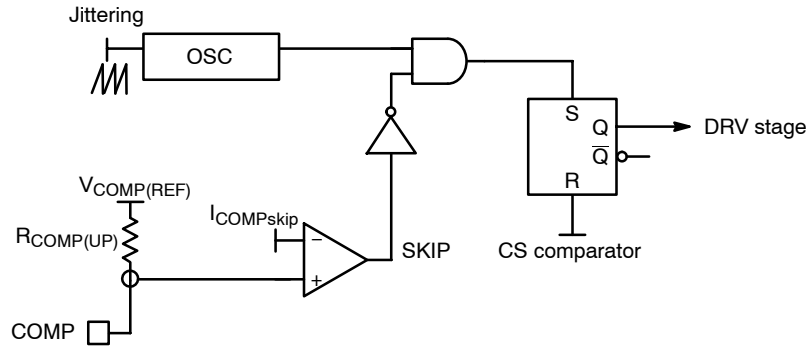 Jittering
OSC
S
Q
DRV stage
Q̅
R
V_COMP(REF)
R_COMP(UP)
I_COMPskip
−
+
SKIP
CS comparator
COMP